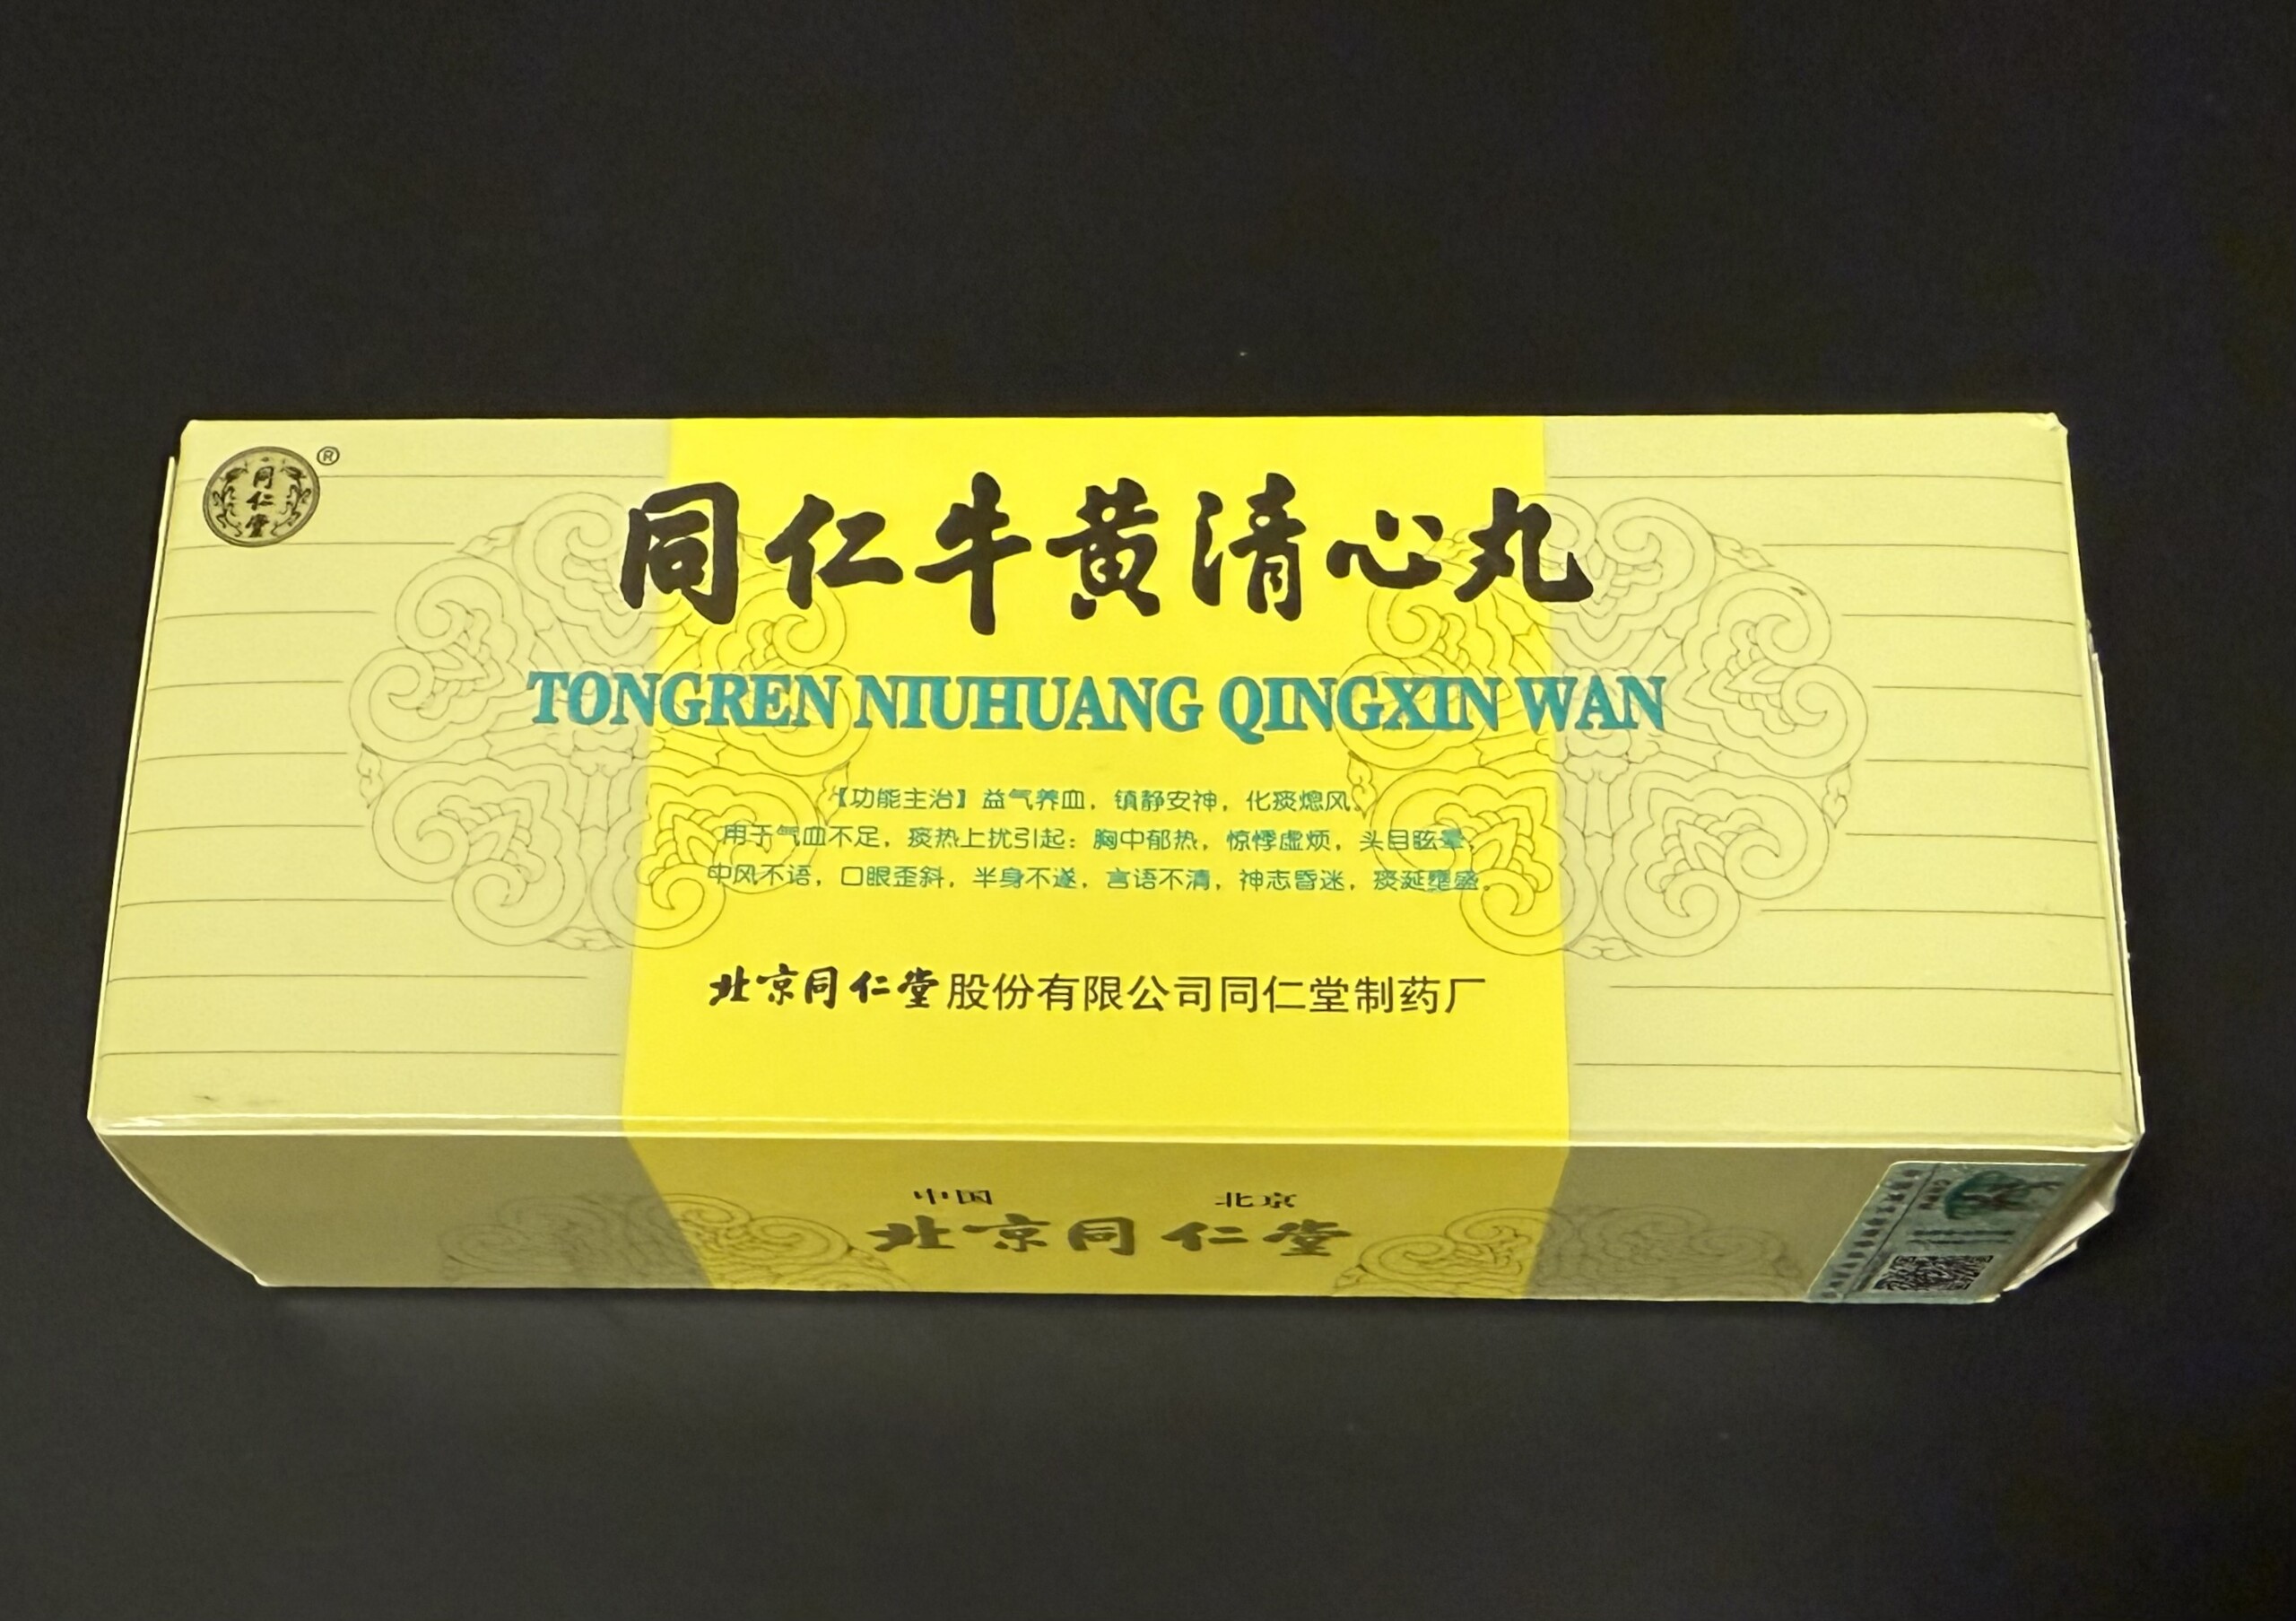 同仁堂
®
同仁牛黄清心丸
TONGREN NIUHUANG QINGXIN WAN
【功能主治】益气养血，镇静安神，化痰熄风。
用于气血不足，痰热上扰引起：胸中郁热，惊悸虚烦，头目眩晕，
中风不语，口眼歪斜，半身不遂，言语不清，神志昏迷，痰涎壅盛。
北京同仁堂股份有限公司同仁堂制药厂
中国 北京
北京同仁堂